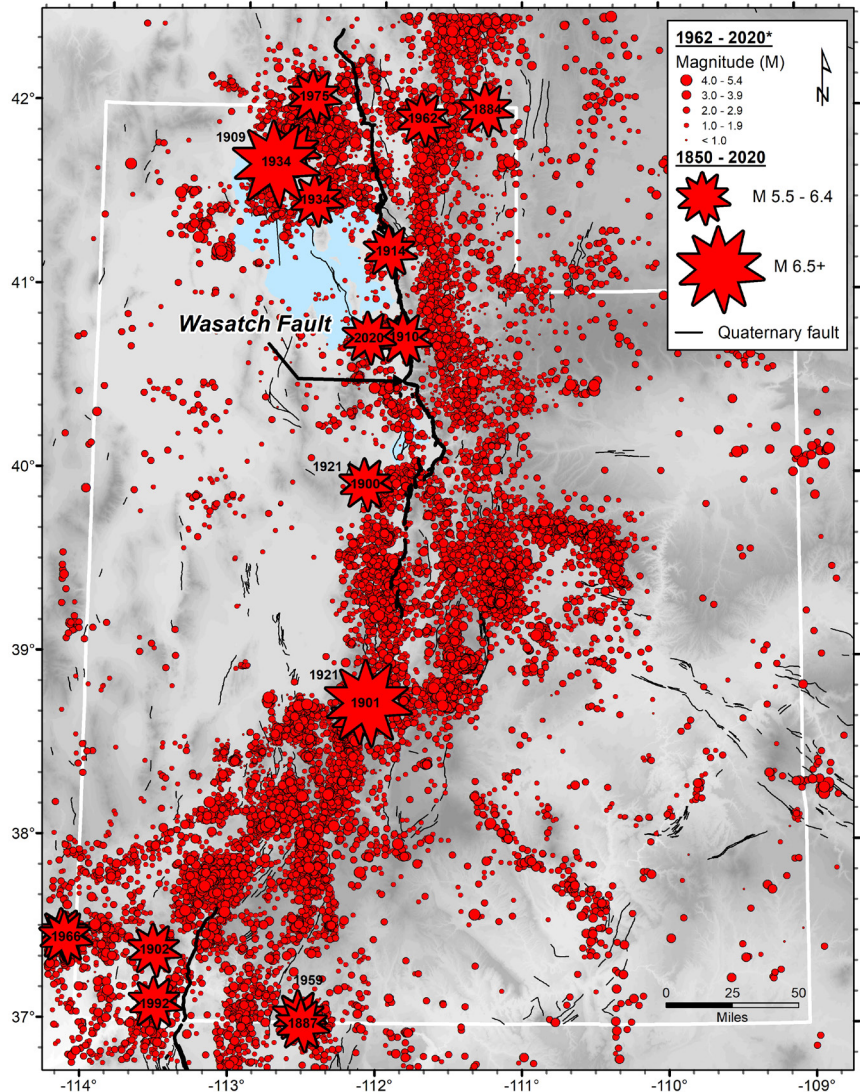 1962 - 2020*
Magnitude (M)
4.0 - 5.4
3.0 - 3.9
2.0 - 2.9
1.0 - 1.9
< 1.0
N
1850 - 2020
M 5.5 - 6.4
M 6.5+
Quaternary fault
42°
41°
40°
39°
38°
37°
1975
1962
1884
1909
1934
1934
1914
Wasatch Fault
2020
1910
1921
1900
1921
1901
1966
1902
1992
1959
1887
0 25 50
Miles
-114° -113° -112° -111° -110° -109°